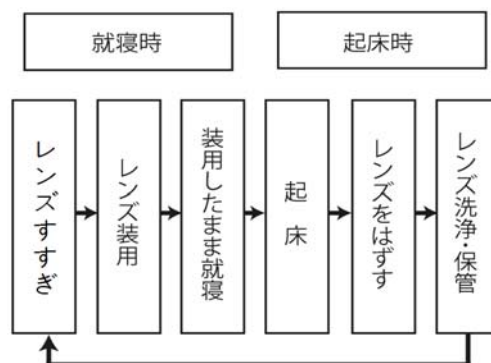 就寝時
起床時
レンズすすぎ
レンズ装用
装用したまま就寝
起床
レンズをはずす
レンズ洗浄・保管